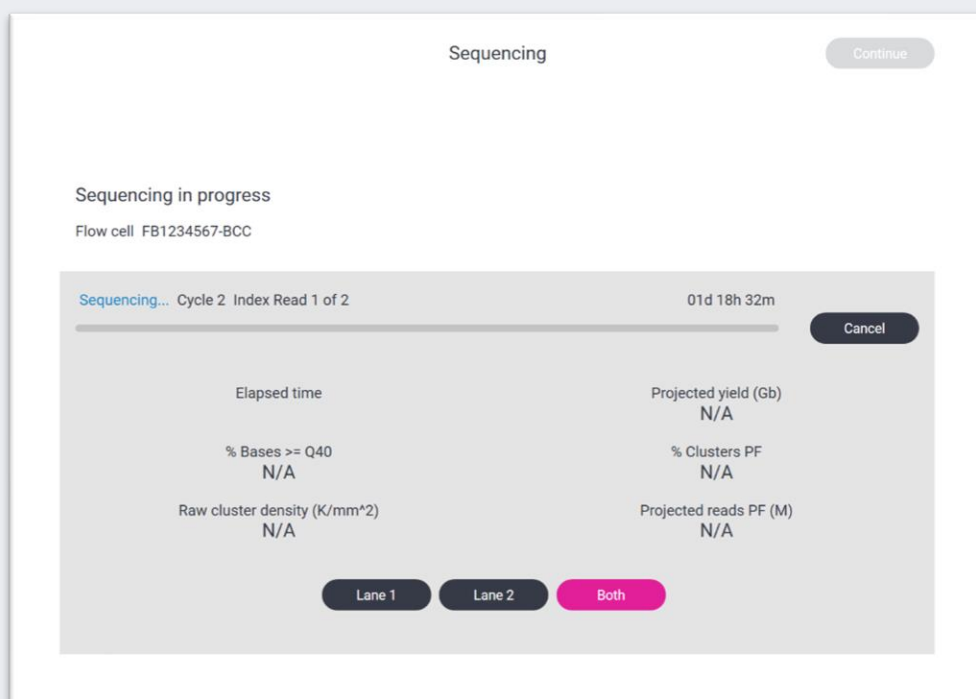 Sequencing
Continue
Sequencing in progress
Flow cell FB1234567-BCC
Sequencing... Cycle 2 Index Read 1 of 2 01d 18h 32m
Cancel
Elapsed time Projected yield (Gb)
N/A
% Bases >= Q40 % Clusters PF
N/A N/A
Raw cluster density (K/mm^2) Projected reads PF (M)
N/A N/A
Lane 1 Lane 2 Both